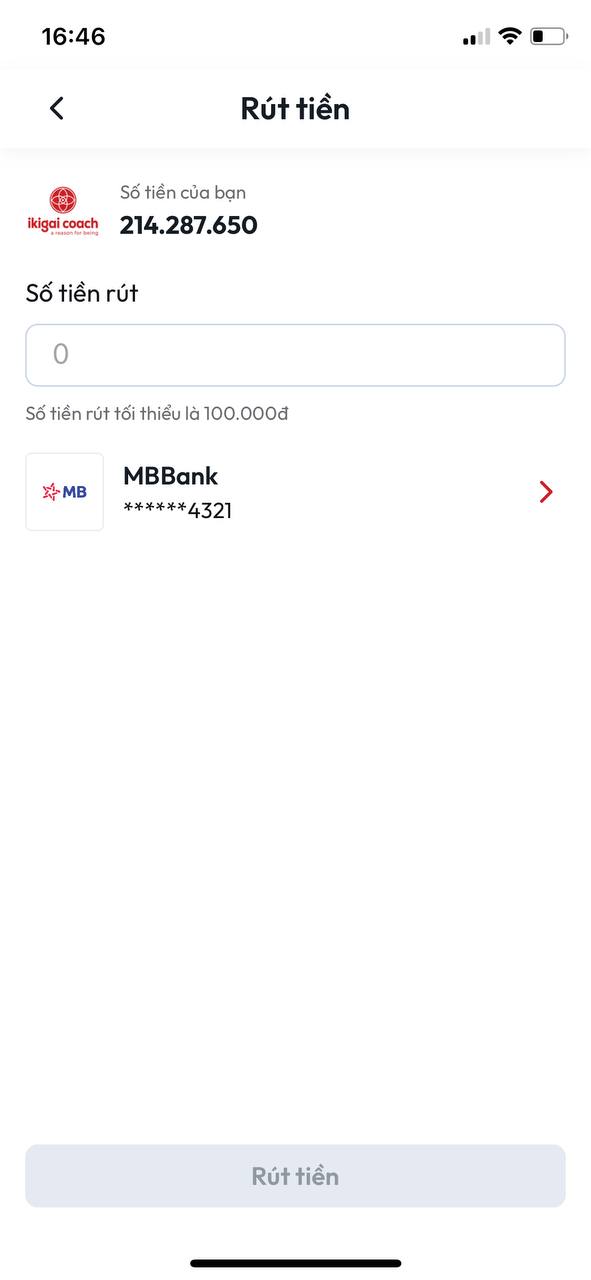 16:46
Rút tiền
Số tiền của bạn
214.287.650
ikigai coach
a reason for being
Số tiền rút
0
Số tiền rút tối thiểu là 100.000đ
MB
MBBank
******4321
Rút tiền